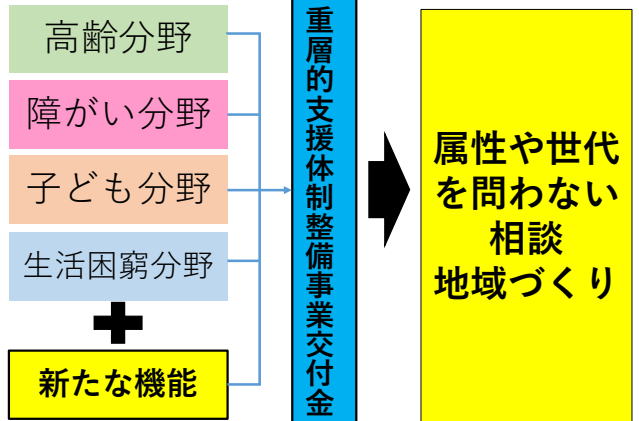 高齢分野
障がい分野
子ども分野
生活困窮分野
新たな機能
重層的支援体制整備事業交付金
属性や世代
を問わない
相談
地域づくり